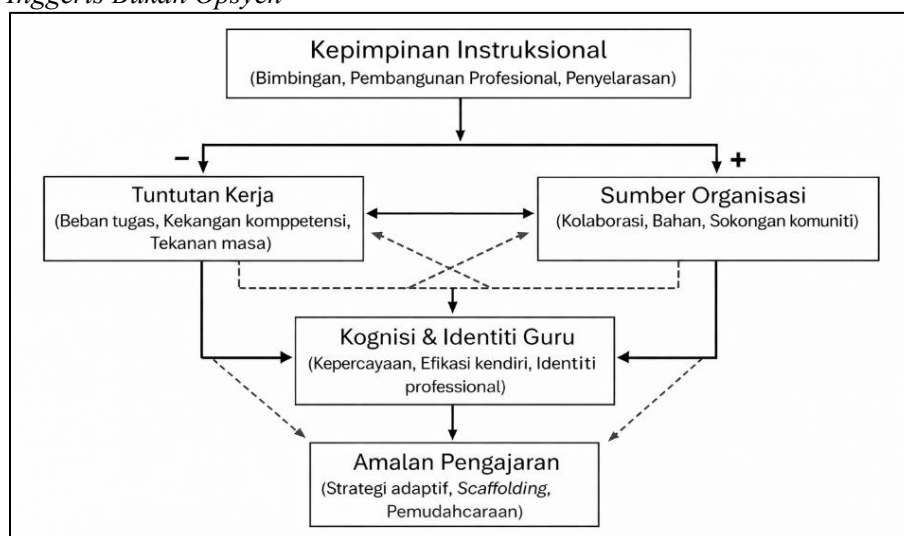 Inggeris Bukan Opsyen
Kepimpinan Instruksional
(Bimbingan, Pembangunan Profesional, Penyelarasan)
–
+
Tuntutan Kerja
(Beban tugas, Kekangan komppetensi,
Tekanan masa)
Sumber Organisasi
(Kolaborasi, Bahan, Sokongan komuniti)
Kognisi & Identiti Guru
(Kepercayaan, Efikasi kendiri, Identiti
professional)
Amalan Pengajaran
(Strategi adaptif, Scaffolding,
Pemudahcaraan)